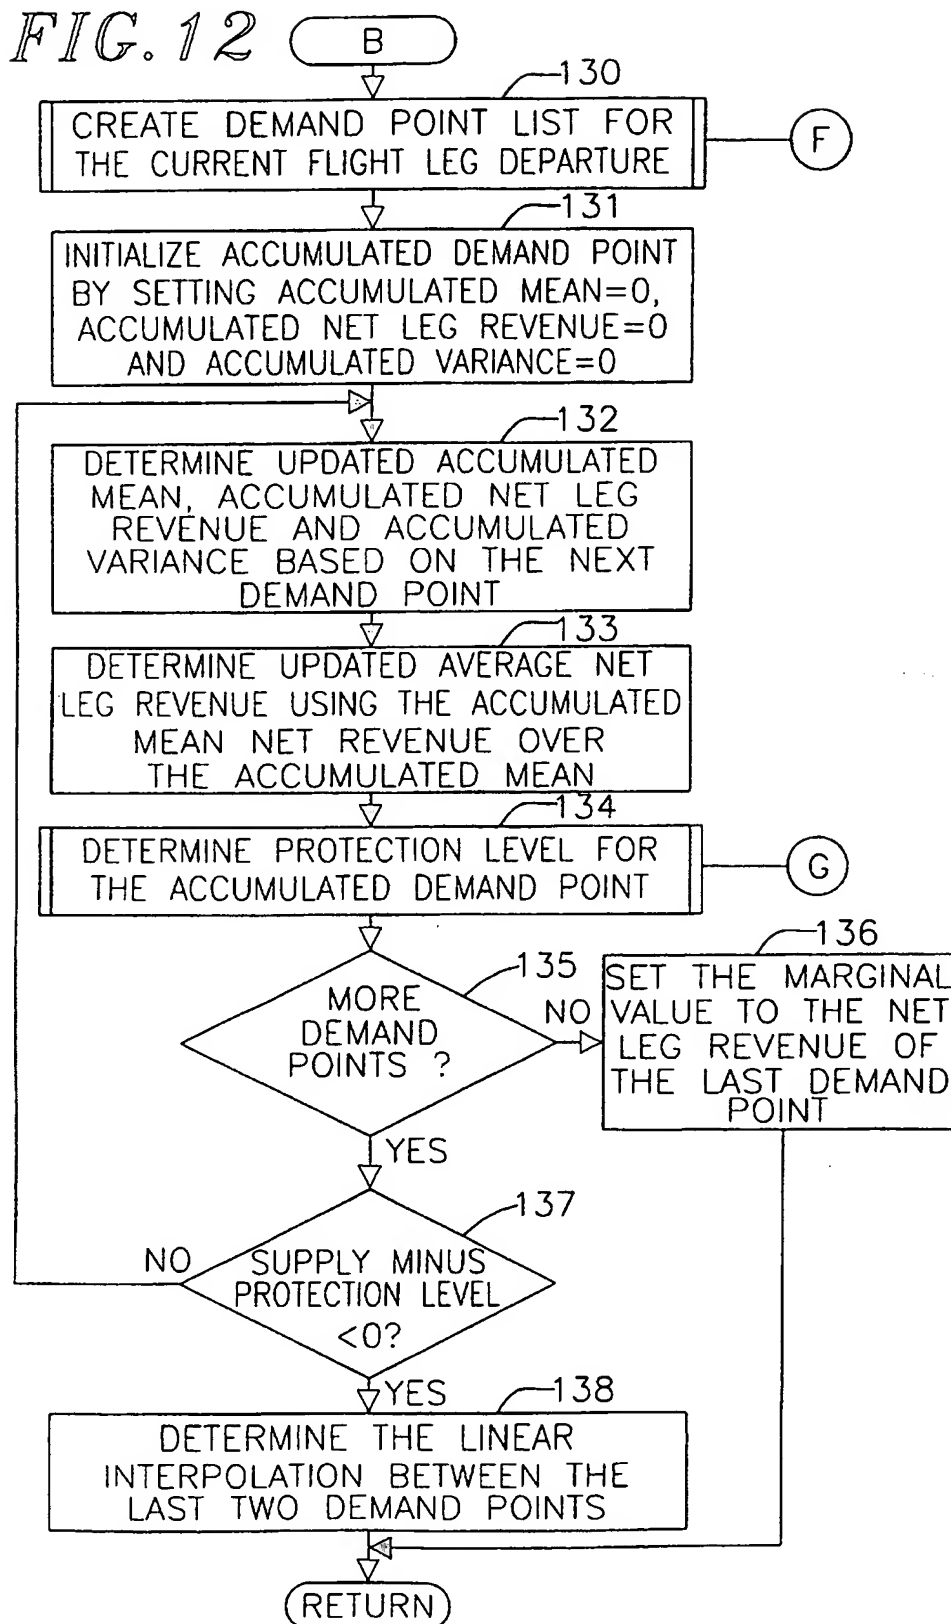 FIG. 12
B
130
CREATE DEMAND POINT LIST FOR
THE CURRENT FLIGHT LEG DEPARTURE
F
131
INITIALIZE ACCUMULATED DEMAND POINT
BY SETTING ACCUMULATED MEAN=0,
ACCUMULATED NET LEG REVENUE=0
AND ACCUMULATED VARIANCE=0
132
DETERMINE UPDATED ACCUMULATED
MEAN, ACCUMULATED NET LEG
REVENUE AND ACCUMULATED
VARIANCE BASED ON THE NEXT
DEMAND POINT
133
DETERMINE UPDATED AVERAGE NET
LEG REVENUE USING THE ACCUMULATED
MEAN NET REVENUE OVER
THE ACCUMULATED MEAN
134
DETERMINE PROTECTION LEVEL FOR
THE ACCUMULATED DEMAND POINT
G
135
MORE
DEMAND
POINTS ?
NO
136
SET THE MARGINAL
VALUE TO THE NET
LEG REVENUE OF
THE LAST DEMAND
POINT
YES
137
NO
SUPPLY MINUS
PROTECTION LEVEL
<0?
YES
138
DETERMINE THE LINEAR
INTERPOLATION BETWEEN THE
LAST TWO DEMAND POINTS
RETURN